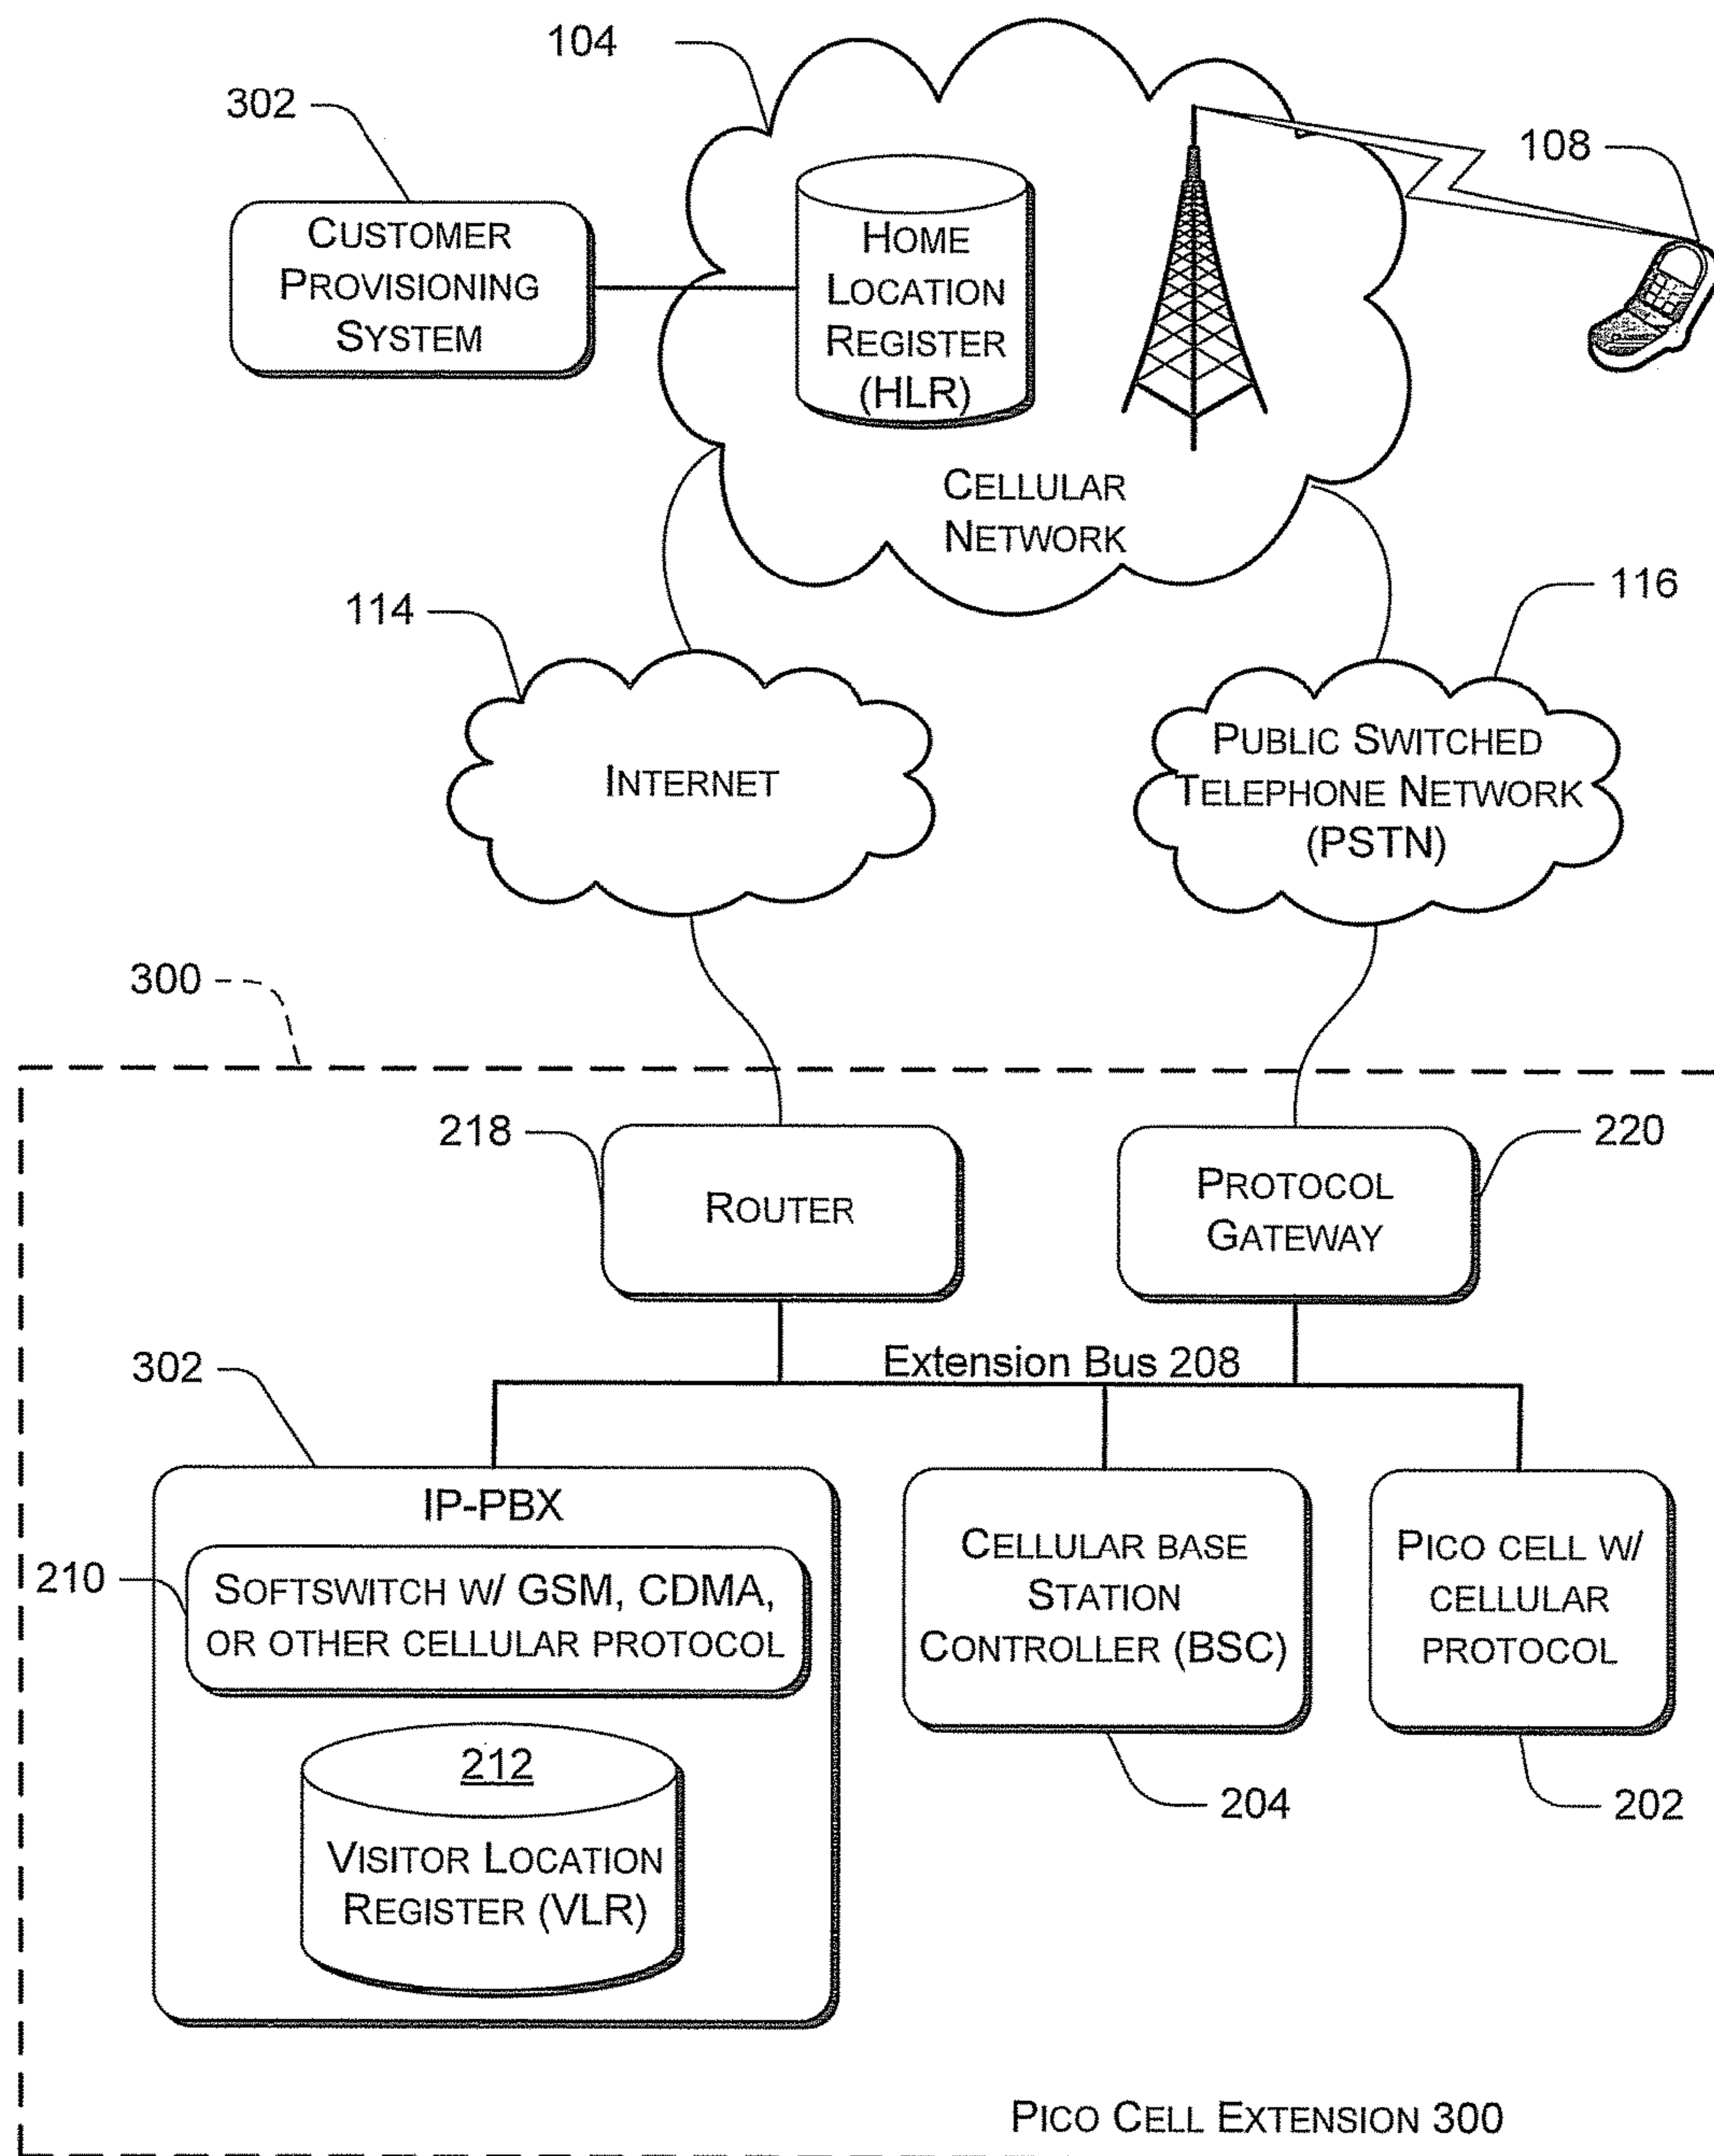 104
302
108
CUSTOMER
PROVISIONING
SYSTEM
HOME
LOCATION
REGISTER
(HLR)
CELLULAR
NETWORK
114
116
INTERNET
PUBLIC SWITCHED
TELEPHONE NETWORK
(PSTN)
300
218
220
ROUTER
PROTOCOL
GATEWAY
302
Extension Bus 208
IP-PBX
210
SOFTSWITCH W/ GSM, CDMA,
OR OTHER CELLULAR PROTOCOL
CELLULAR BASE
STATION
CONTROLLER (BSC)
PICO CELL W/
CELLULAR
PROTOCOL
212
VISITOR LOCATION
REGISTER (VLR)
204
202
PICO CELL EXTENSION 300